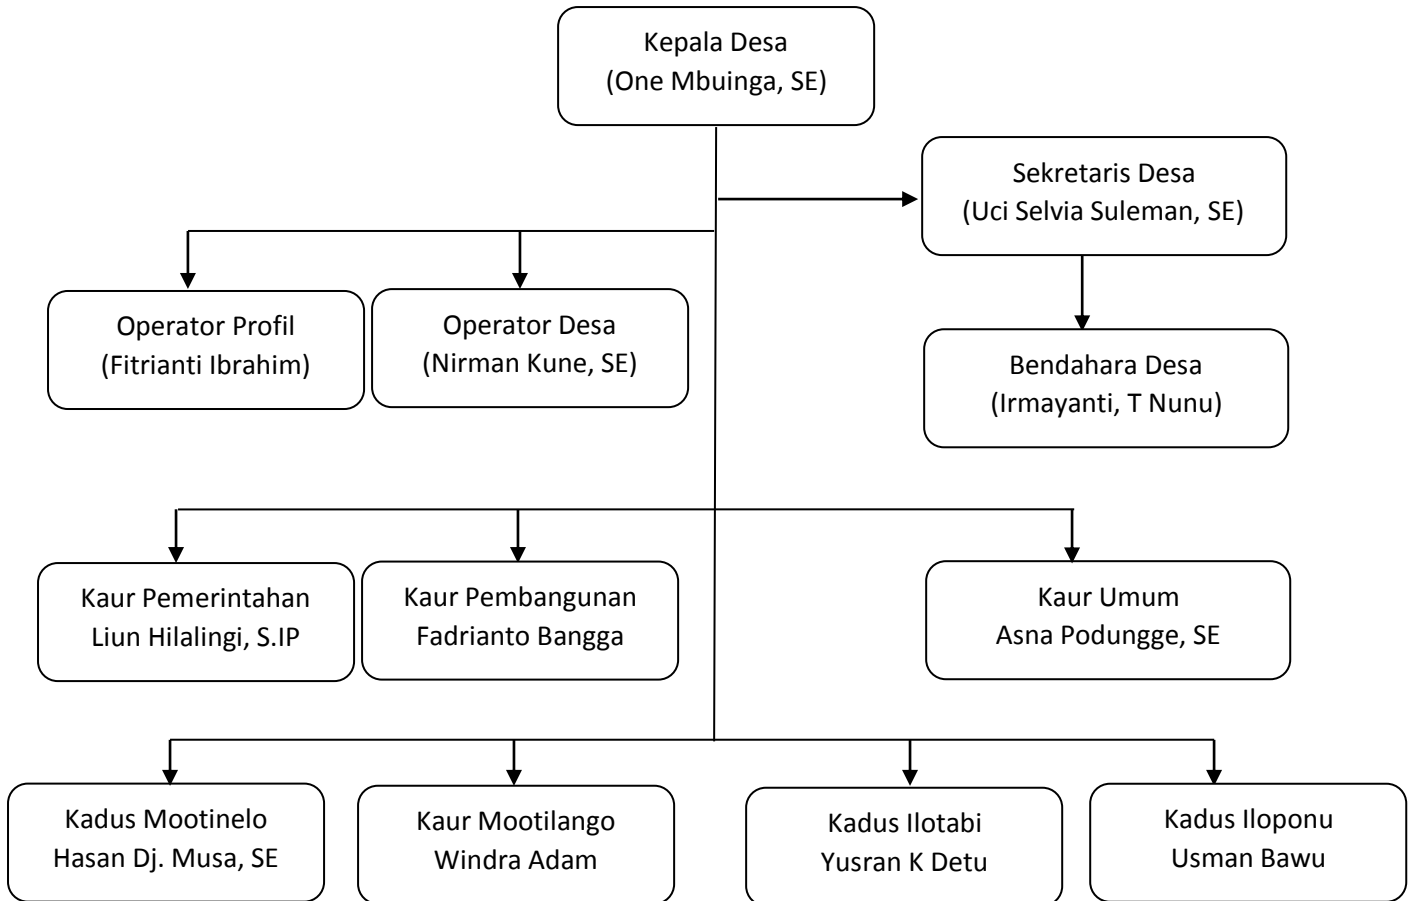 Kepala Desa
(One Mbuinga, SE)
Sekretaris Desa
(Uci Selvia Suleman, SE)
Operator Profil
(Fitrianti Ibrahim)
Operator Desa
(Nirman Kune, SE)
Bendahara Desa
(Irmayanti, T Nunu)
Kaur Pemerintahan
Liun Hilalingi, S.IP
Kaur Pembangunan
Fadrianto Bangga
Kaur Umum
Asna Podungge, SE
Kadus Mootinelo
Hasan Dj. Musa, SE
Kaur Mootilango
Windra Adam
Kadus Ilotabi
Yusran K Detu
Kadus Iloponu
Usman Bawu